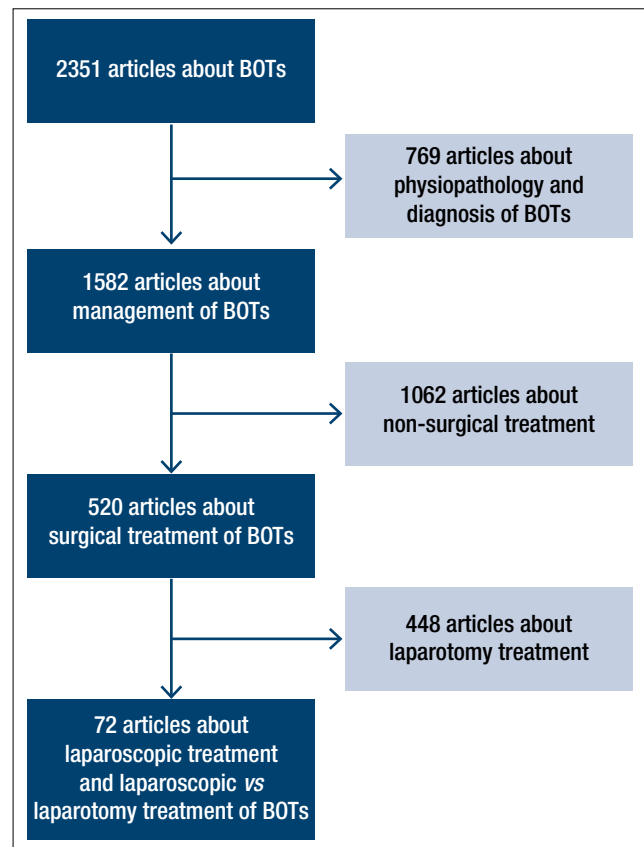 2351 articles about BOTs
769 articles about
physiopathology and
diagnosis of BOTs
1582 articles about
management of BOTs
1062 articles about
non-surgical treatment
520 articles about
surgical treatment of BOTs
448 articles about
laparotomy treatment
72 articles about
laparoscopic treatment
and laparoscopic vs
laparotomy treatment of BOTs